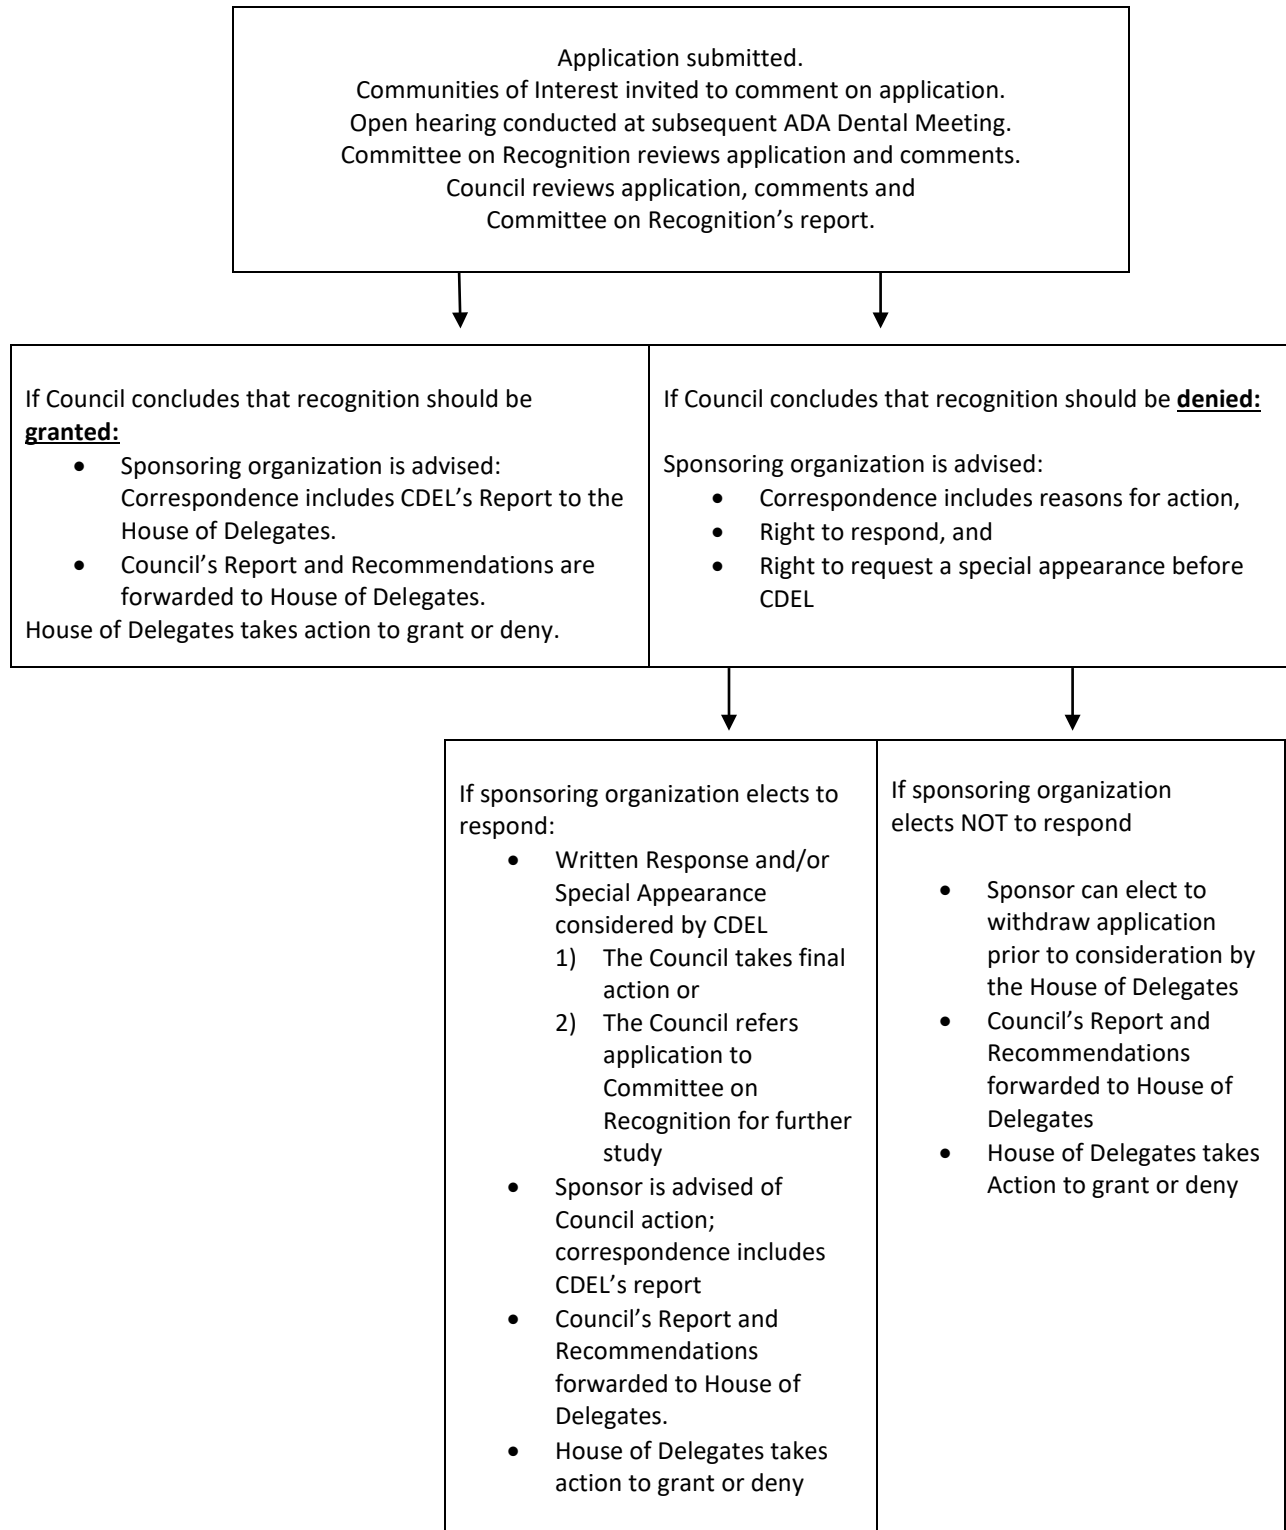 Application submitted.
Communities of Interest invited to comment on application.
Open hearing conducted at subsequent ADA Dental Meeting.
Committee on Recognition reviews application and comments.
Council reviews application, comments and
Committee on Recognition’s report.
If Council concludes that recognition should be
granted:
• Sponsoring organization is advised:
Correspondence includes CDEL’s Report to the
House of Delegates.
• Council’s Report and Recommendations are
forwarded to House of Delegates.
House of Delegates takes action to grant or deny.
If Council concludes that recognition should be denied:
Sponsoring organization is advised:
• Correspondence includes reasons for action,
• Right to respond, and
• Right to request a special appearance before
CDEL
If sponsoring organization elects to
respond:
• Written Response and/or
Special Appearance
considered by CDEL
1) The Council takes final
action or
2) The Council refers
application to
Committee on
Recognition for further
study
• Sponsor is advised of
Council action;
correspondence includes
CDEL’s report
• Council’s Report and
Recommendations
forwarded to House of
Delegates.
• House of Delegates takes
action to grant or deny
If sponsoring organization
elects NOT to respond
• Sponsor can elect to
withdraw application
prior to consideration by
the House of Delegates
• Council’s Report and
Recommendations
forwarded to House of
Delegates
• House of Delegates takes
Action to grant or deny